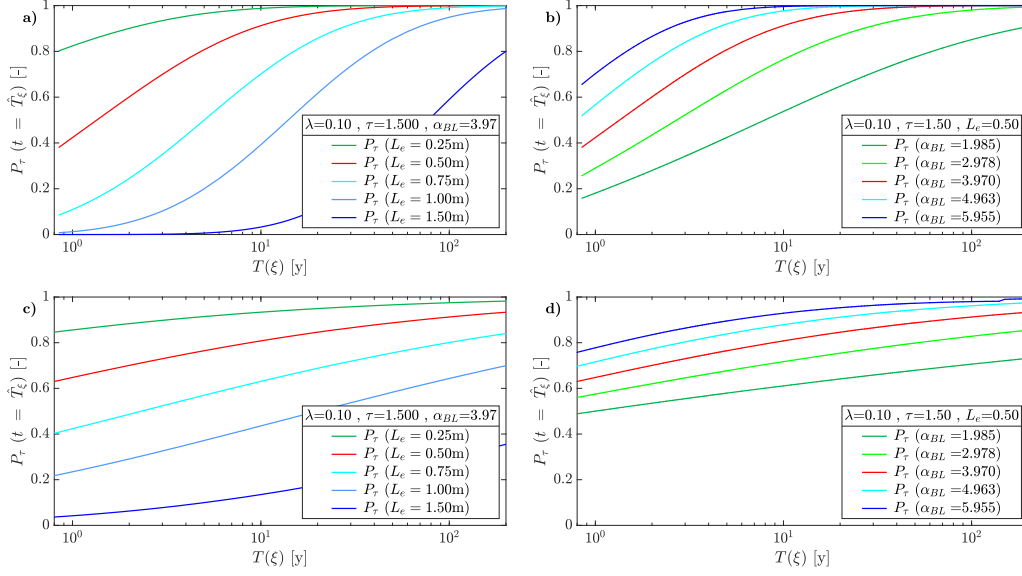 a)
P_τ (t = T̂_ξ) [-]
1
0.8
0.6
0.4
0.2
0
10^0
10^1
10^2
T(ξ) [y]
λ=0.10 , τ=1.500 , α_BL=3.97
P_τ (L_e = 0.25m)
P_τ (L_e = 0.50m)
P_τ (L_e = 0.75m)
P_τ (L_e = 1.00m)
P_τ (L_e = 1.50m)
b)
P_τ (t = T̂_ξ) [-]
1
0.8
0.6
0.4
0.2
0
10^0
10^1
10^2
T(ξ) [y]
λ=0.10 , τ=1.50 , L_e=0.50
P_τ (α_BL=1.985)
P_τ (α_BL=2.978)
P_τ (α_BL=3.970)
P_τ (α_BL=4.963)
P_τ (α_BL=5.955)
c)
P_τ (t = T̂_ξ) [-]
1
0.8
0.6
0.4
0.2
0
10^0
10^1
10^2
T(ξ) [y]
λ=0.10 , τ=1.500 , α_BL=3.97
P_τ (L_e = 0.25m)
P_τ (L_e = 0.50m)
P_τ (L_e = 0.75m)
P_τ (L_e = 1.00m)
P_τ (L_e = 1.50m)
d)
P_τ (t = T̂_ξ) [-]
1
0.8
0.6
0.4
0.2
0
10^0
10^1
10^2
T(ξ) [y]
λ=0.10 , τ=1.50 , L_e=0.50
P_τ (α_BL=1.985)
P_τ (α_BL=2.978)
P_τ (α_BL=3.970)
P_τ (α_BL=4.963)
P_τ (α_BL=5.955)